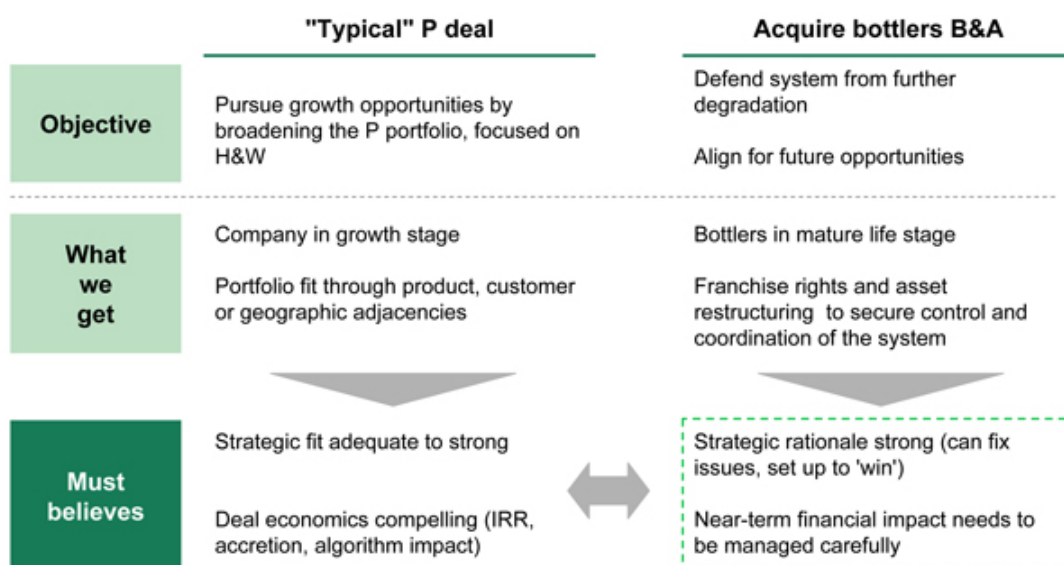 "Typical" P deal
Acquire bottlers B&A
Objective
Pursue growth opportunities by
broadening the P portfolio, focused on
H&W
Defend system from further
degradation
Align for future opportunities
What
we
get
Company in growth stage
Portfolio fit through product, customer
or geographic adjacencies
Bottlers in mature life stage
Franchise rights and asset
restructuring to secure control and
coordination of the system
Must
believes
Strategic fit adequate to strong
Deal economics compelling (IRR,
accretion, algorithm impact)
Strategic rationale strong (can fix
issues, set up to 'win')
Near-term financial impact needs to
be managed carefully